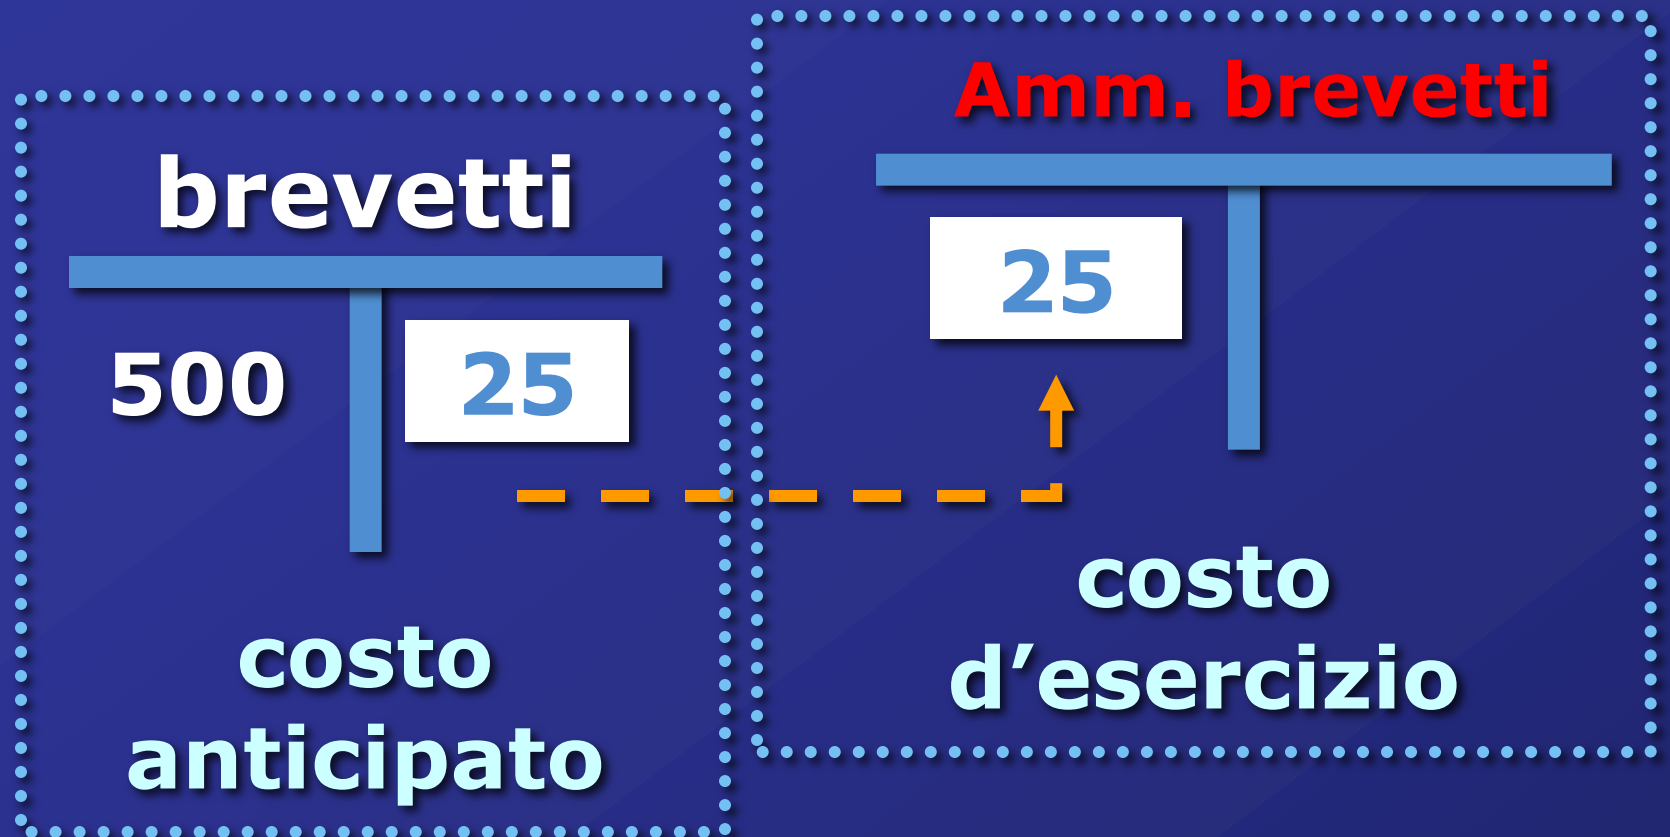 brevetti
500 25
costo
anticipato
Amm. brevetti
25
costo
d’esercizio